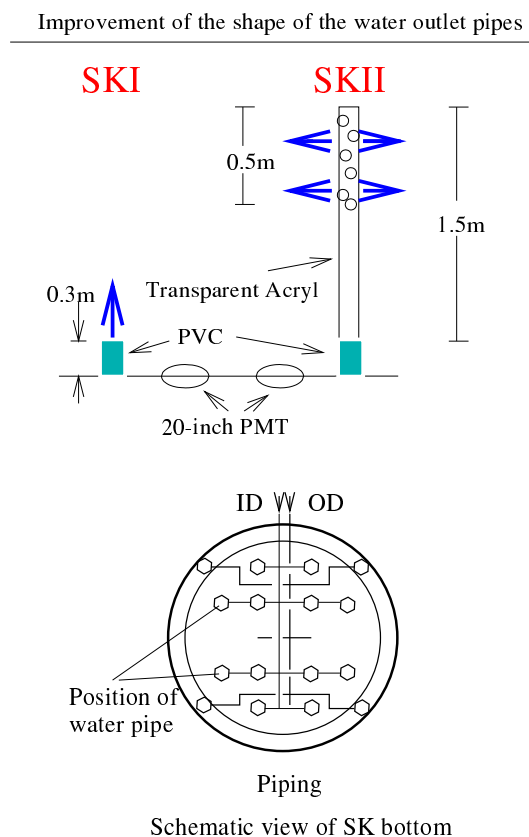 Improvement of the shape of the water outlet pipes
SKI
SKII
0.5m
1.5m
Transparent Acryl
0.3m
PVC
20-inch PMT
ID
OD
Position of
water pipe
Piping
Schematic view of SK bottom